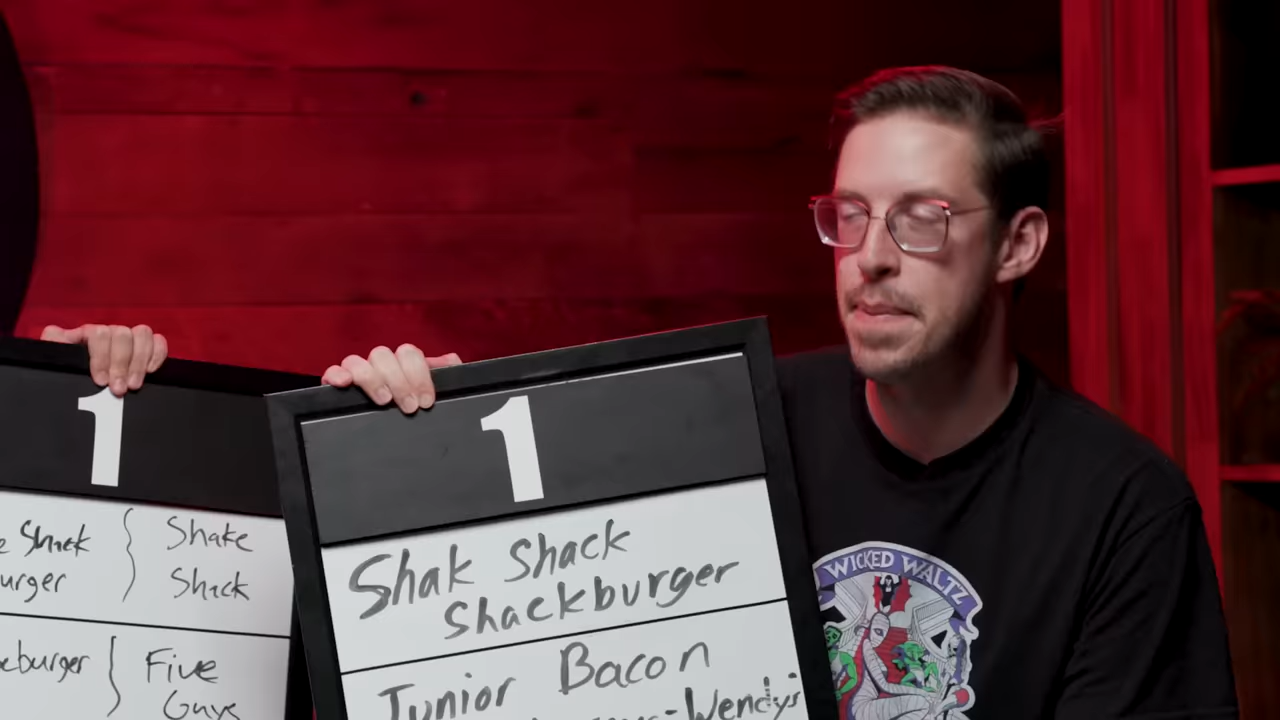 1
Shack
urger
Shake
Shack
eburger
Five
Guys
1
Shak Shack
Shackburger
Junior Bacon
Wendy's
WICKED WALTZ